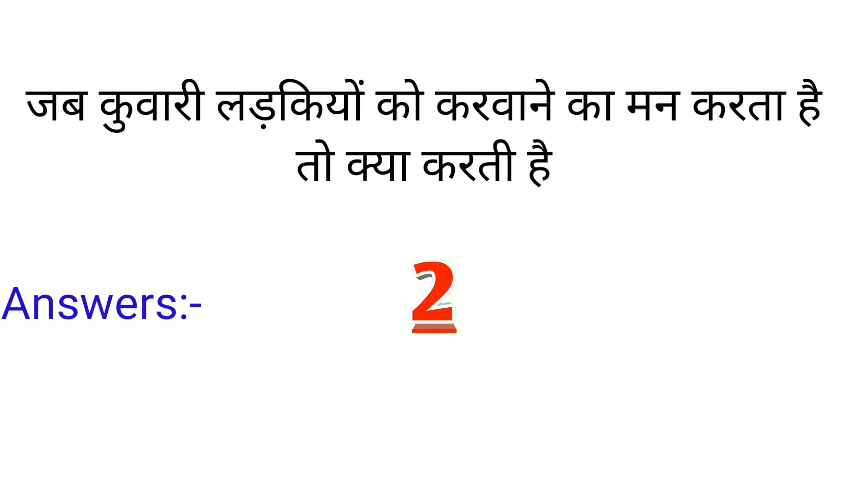 जब कुवारी लड़कियों को करवाने का मन करता है
तो क्या करती है
Answers:- 2